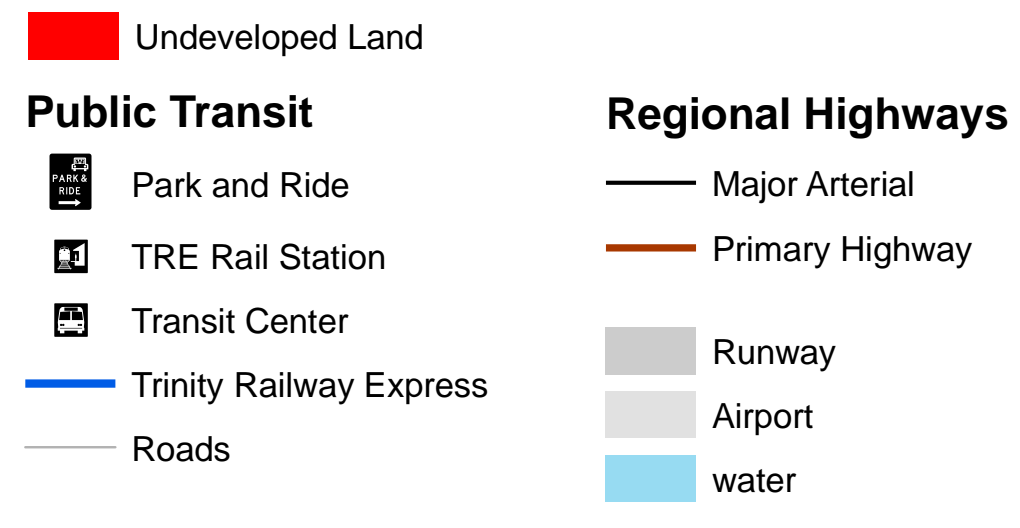 Undeveloped Land
Public Transit
PARK &
RIDE
Park and Ride
TRE Rail Station
Transit Center
Trinity Railway Express
Roads
Regional Highways
Major Arterial
Primary Highway
Runway
Airport
water